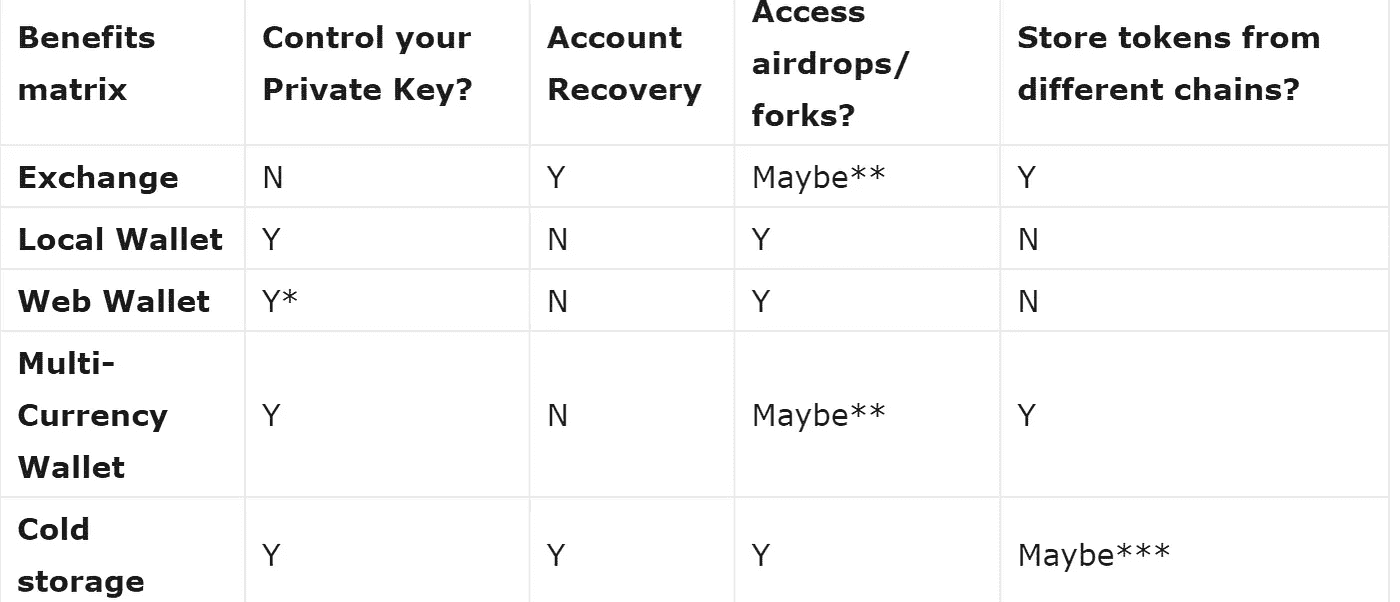 Benefits matrix | Control your Private Key? | Account Recovery | Access airdrops/ forks? | Store tokens from different chains?
Exchange | N | Y | Maybe** | Y
Local Wallet | Y | N | Y | N
Web Wallet | Y* | N | Y | N
Multi-Currency Wallet | Y | N | Maybe** | Y
Cold storage | Y | Y | Y | Maybe***